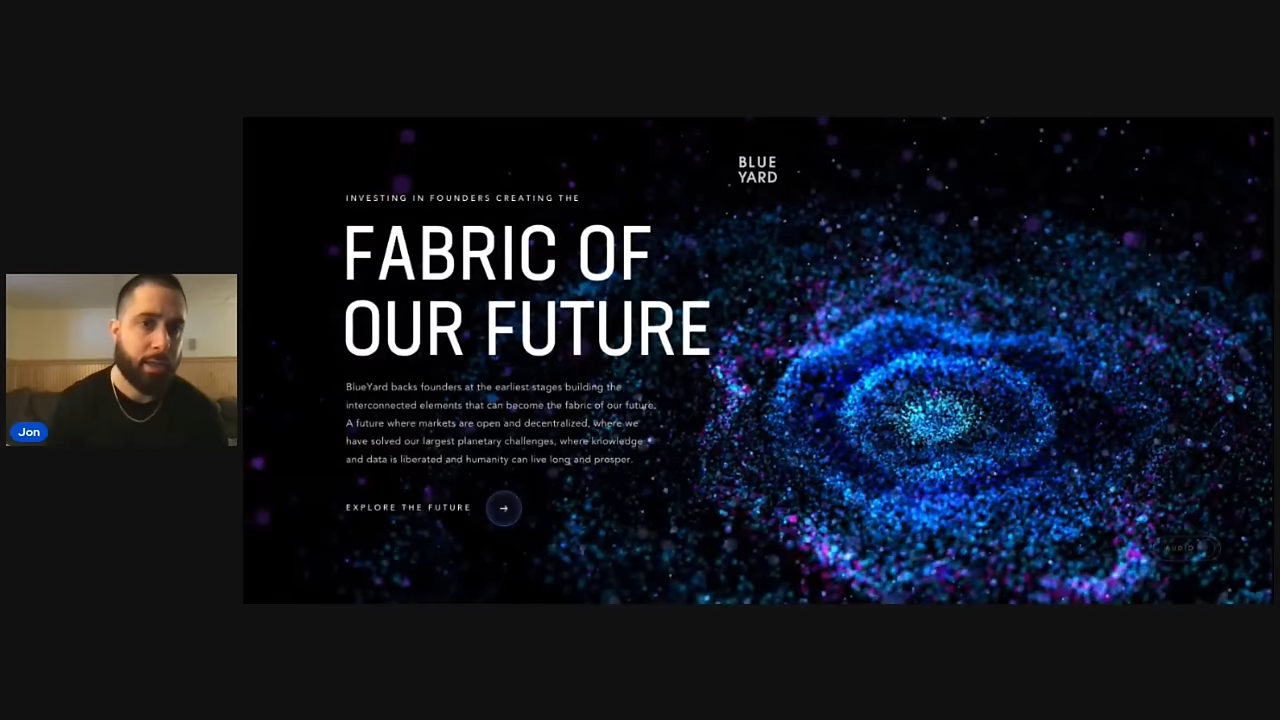 BLUE
YARD
INVESTING IN FOUNDERS CREATING THE
FABRIC OF
OUR FUTURE
BlueYard backs founders at the earliest stages building the
interconnected elements that can become the fabric of our future.
A future where markets are open and decentralized, where we
have solved our largest planetary challenges, where knowledge
and data is liberated and humanity can live long and prosper.
EXPLORE THE FUTURE
AUDIO
Jon